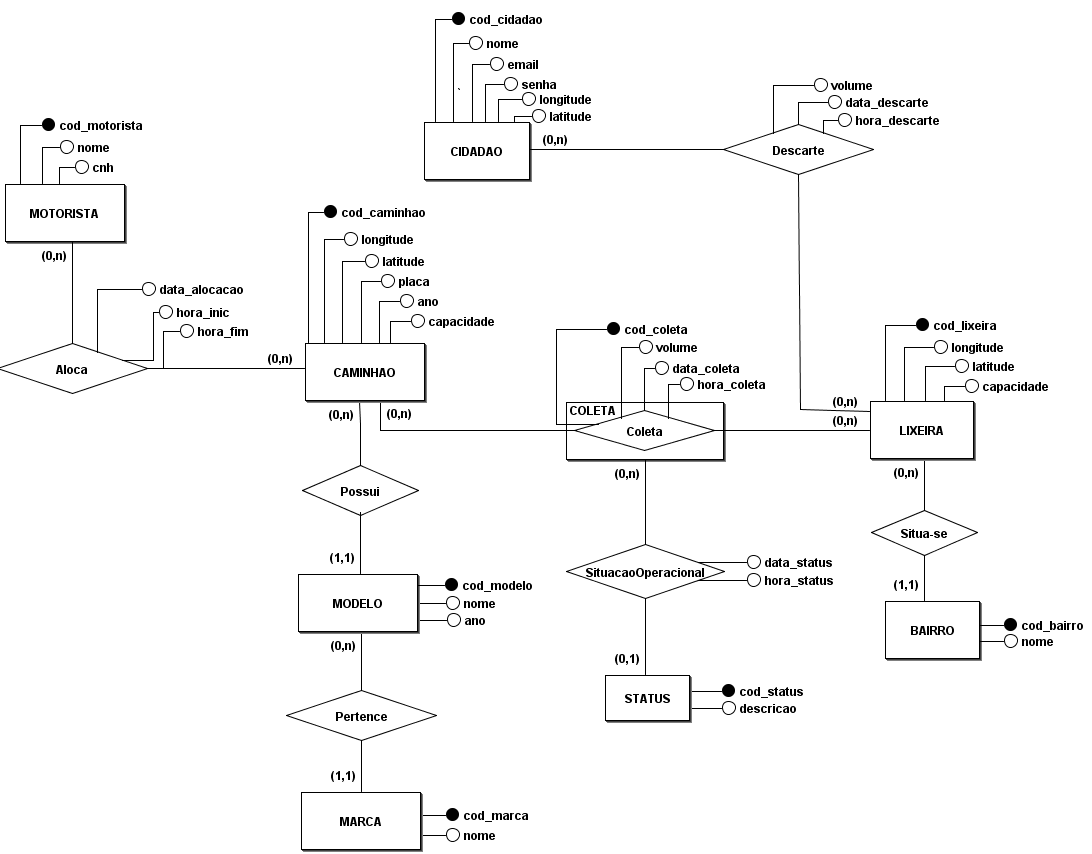 cod_cidadao
nome
email
senha
longitude
latitude
CIDADAO
(0,n)
volume
data_descarte
hora_descarte
Descarte
cod_motorista
nome
cnh
MOTORISTA
(0,n)
data_alocacao
hora_inic
hora_fim
Aloca
(0,n)
cod_caminhao
longitude
latitude
placa
ano
capacidade
CAMINHAO
(0,n)
(0,n)
cod_coleta
volume
data_coleta
hora_coleta
COLETA
Coleta
(0,n)
cod_lixeira
longitude
latitude
capacidade
(0,n)
(0,n)
LIXEIRA
(0,n)
Possui
(1,1)
MODELO
cod_modelo
nome
ano
(0,n)
Pertence
(1,1)
MARCA
cod_marca
nome
SituacaoOperacional
data_status
hora_status
(0,1)
STATUS
cod_status
descricao
Situa-se
(1,1)
BAIRRO
cod_bairro
nome